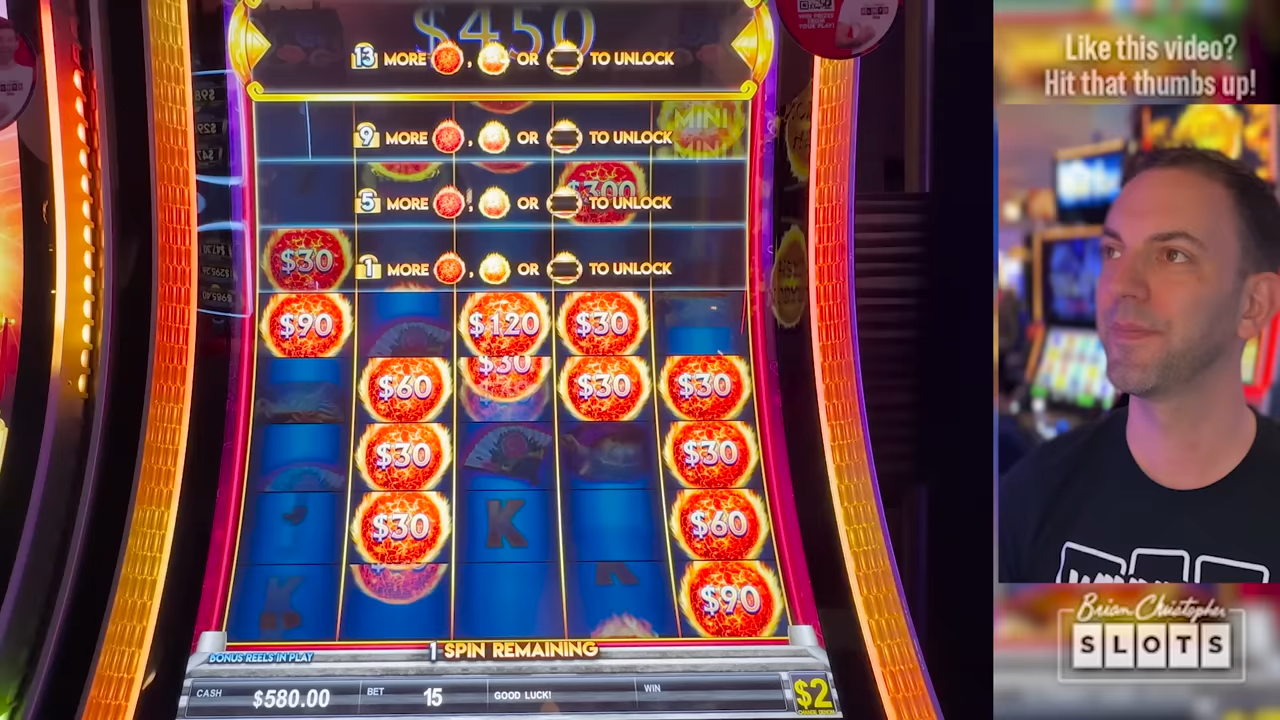 $450
13 MORE , OR TO UNLOCK
9 MORE , OR TO UNLOCK
MINI
MINI
5 MORE , OR TO UNLOCK
$300
1 MORE , OR TO UNLOCK
$30
$90
$120
$30
$60
$30
$30
$30
$30
$30
$30
K
$60
K
$90
1 SPIN REMAINING
BONUS REELS IN PLAY
CASH $580.00
BET 15
GOOD LUCK!
WIN
$2
Like this video?
Hit that thumbs up!
Brian Christopher
SLOTS